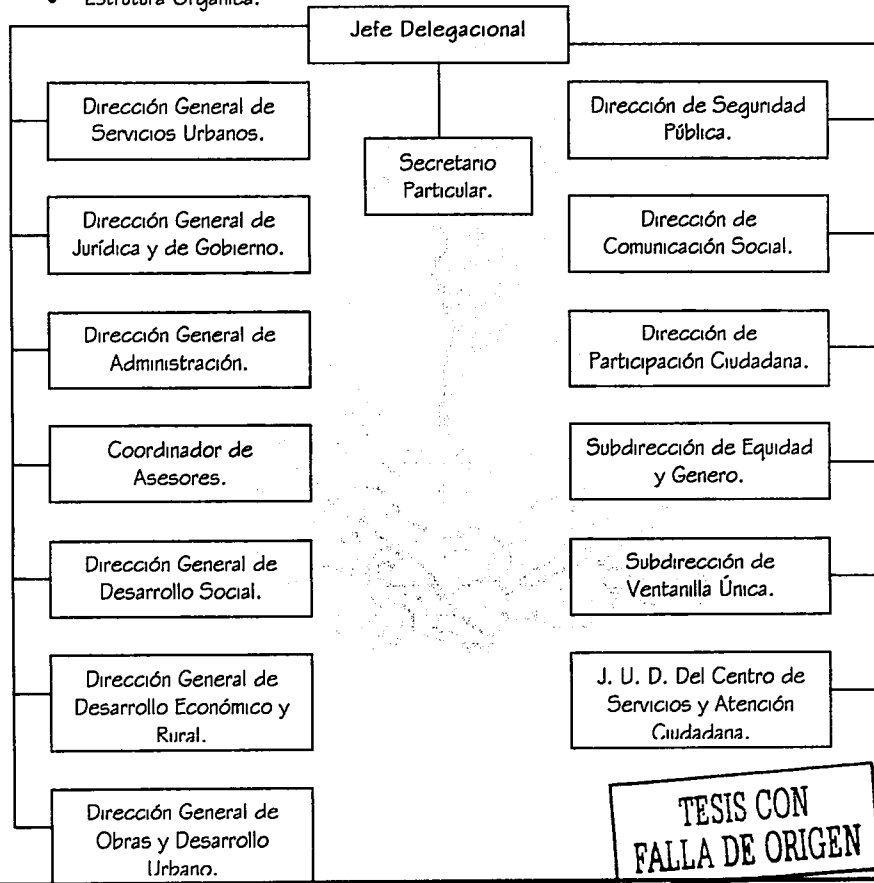 • Estrutura Orgánica.
Jefe Delegacional
Secretario
Particular.
Dirección General de
Servicios Urbanos.
Dirección General de
Jurídica y de Gobierno.
Dirección General de
Administración.
Coordinador de
Asesores.
Dirección General de
Desarrollo Social.
Dirección General de
Desarrollo Económico y
Rural.
Dirección General de
Obras y Desarrollo
Urbano.
Dirección de Seguridad
Pública.
Dirección de
Comunicación Social.
Dirección de
Participación Ciudadana.
Subdirección de Equidad
y Genero.
Subdirección de
Ventanilla Única.
J. U. D. Del Centro de
Servicios y Atención
Ciudadana.
TESIS CON
FALLA DE ORIGEN